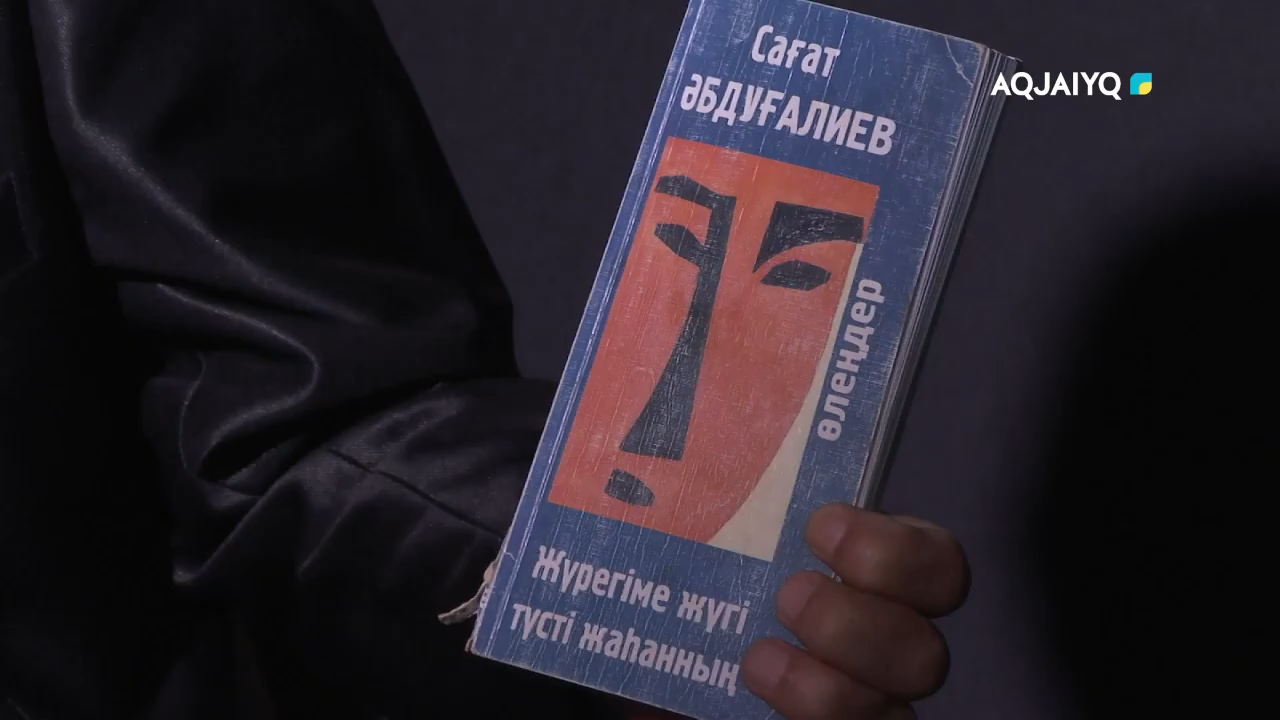 AQJAIYQ
Сағат
ӘБДУҒАЛИЕВ
өлеңдер
Жүрегіме жүгі
түсті жаһанның